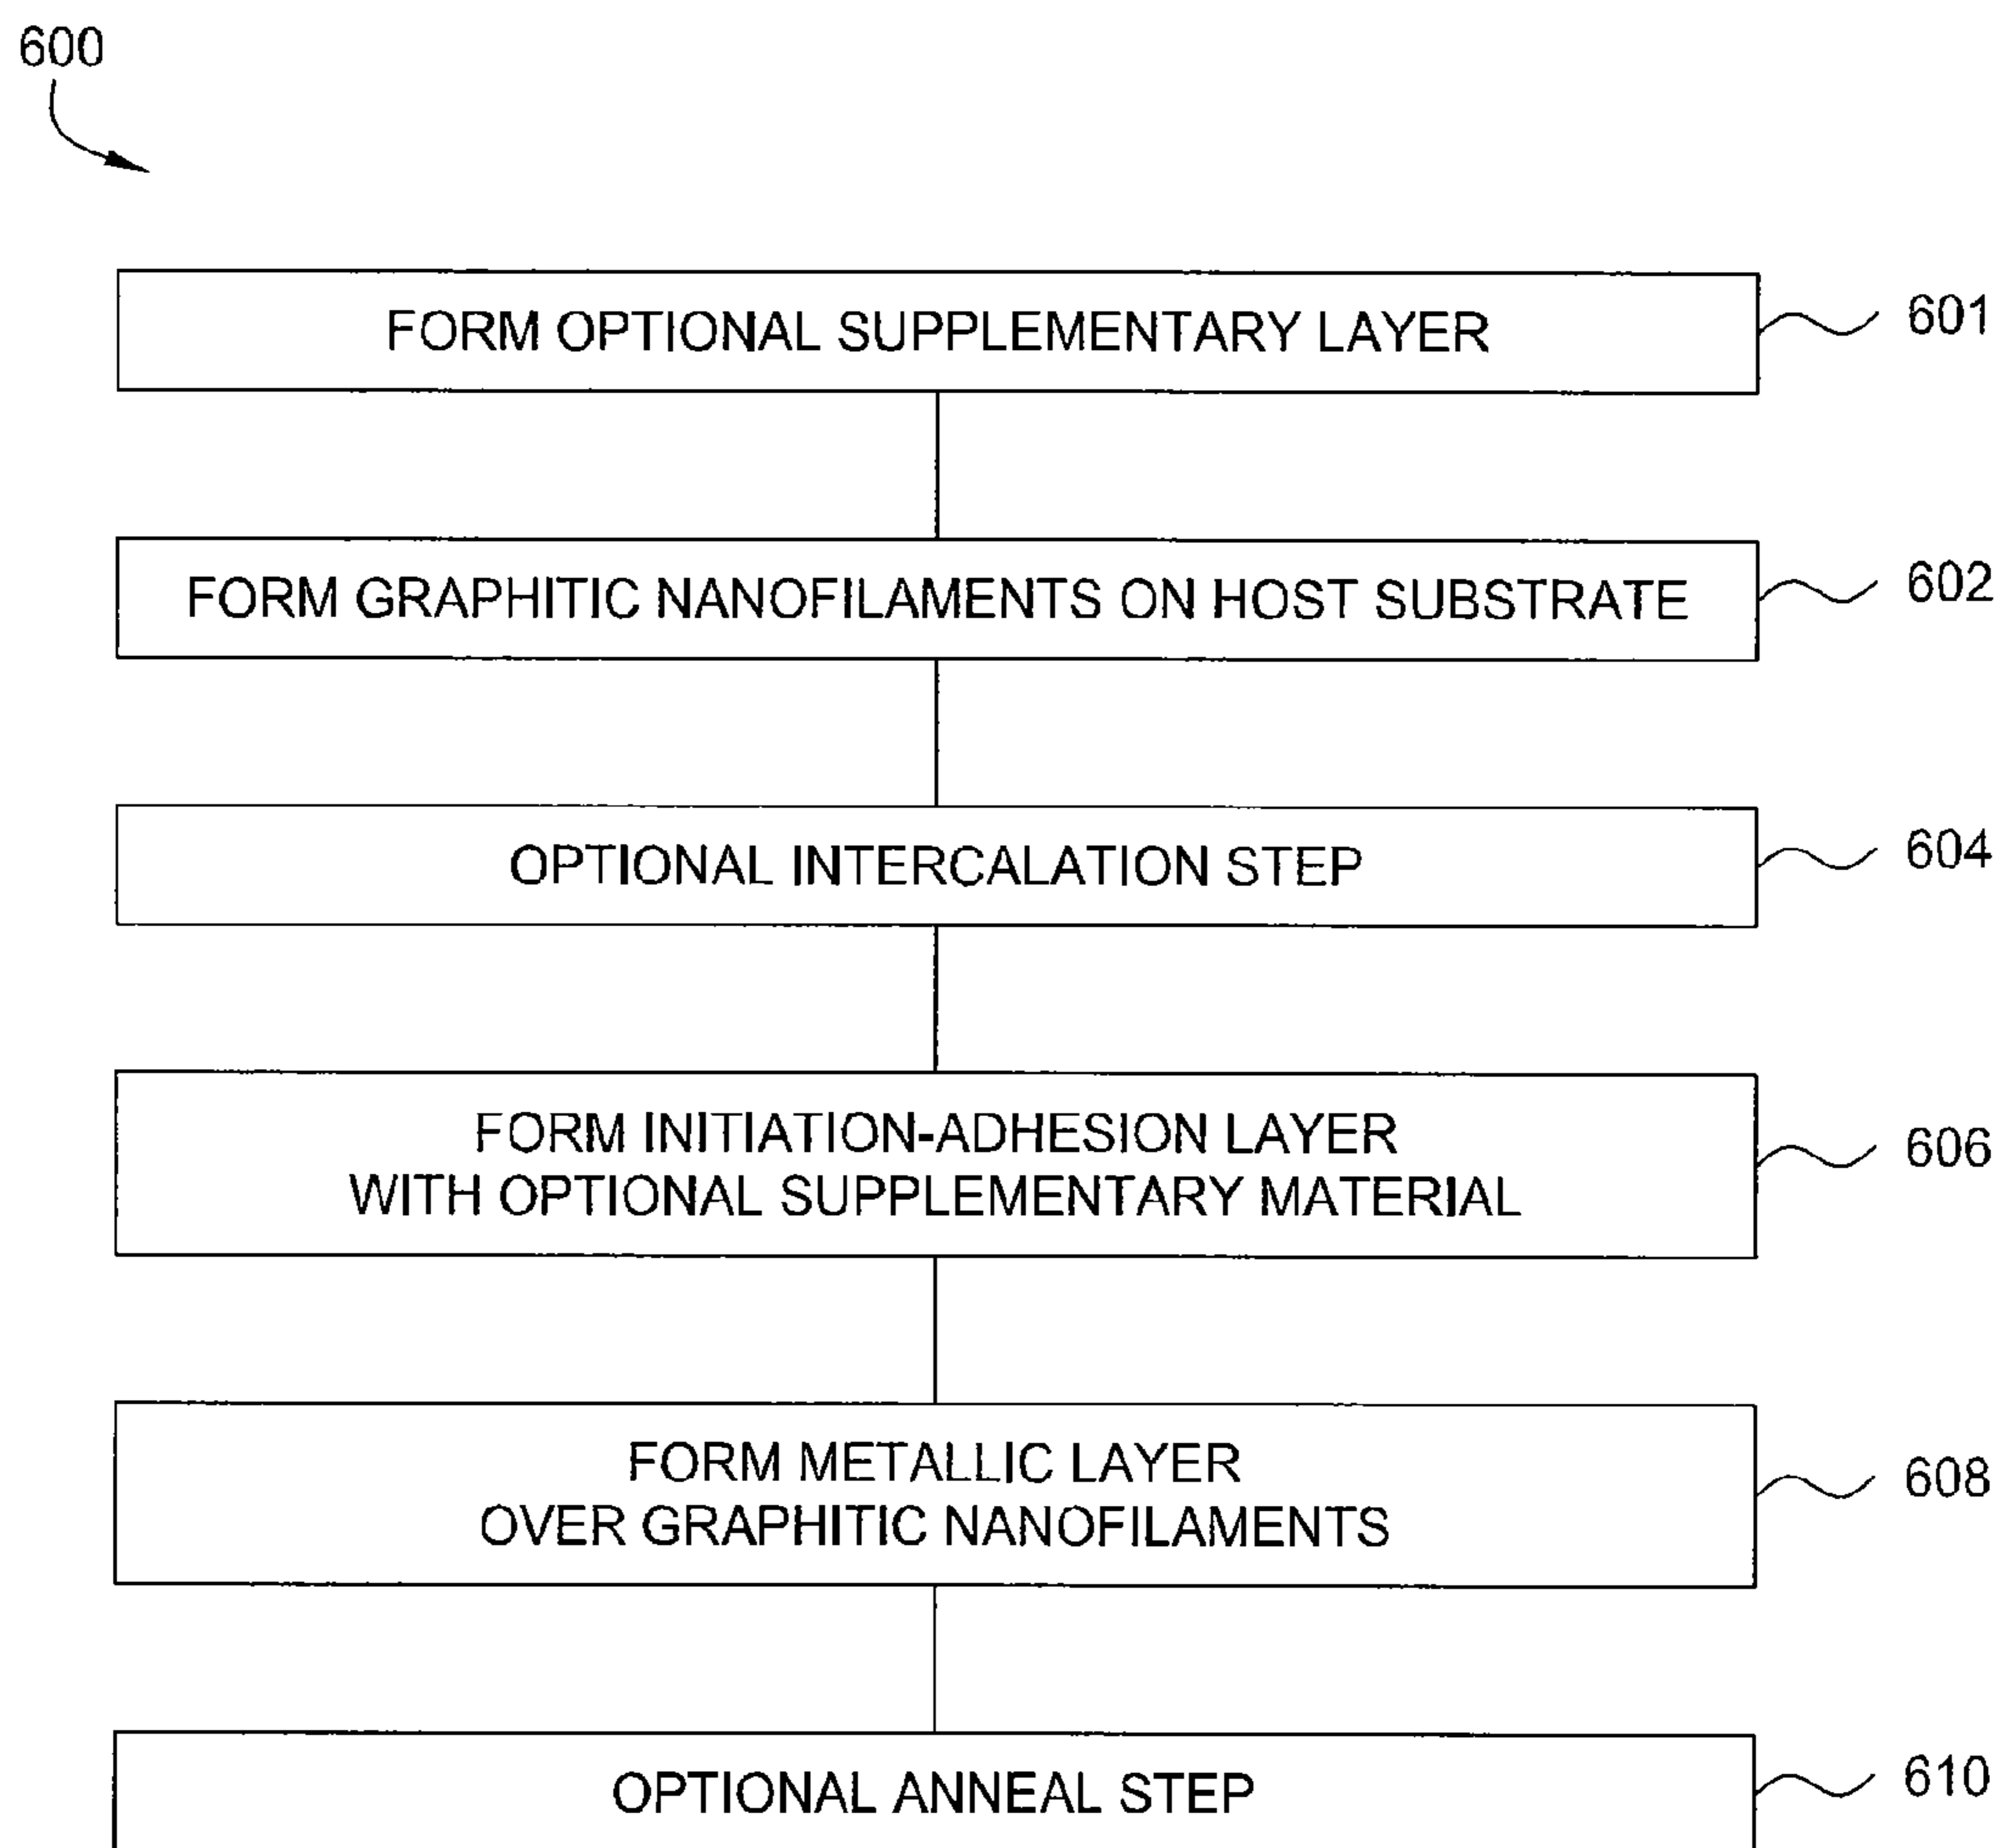 600
FORM OPTIONAL SUPPLEMENTARY LAYER
601
FORM GRAPHITIC NANOFILAMENTS ON HOST SUBSTRATE
602
OPTIONAL INTERCALATION STEP
604
FORM INITIATION-ADHESION LAYER
WITH OPTIONAL SUPPLEMENTARY MATERIAL
606
FORM METALLIC LAYER
OVER GRAPHITIC NANOFILAMENTS
608
OPTIONAL ANNEAL STEP
610